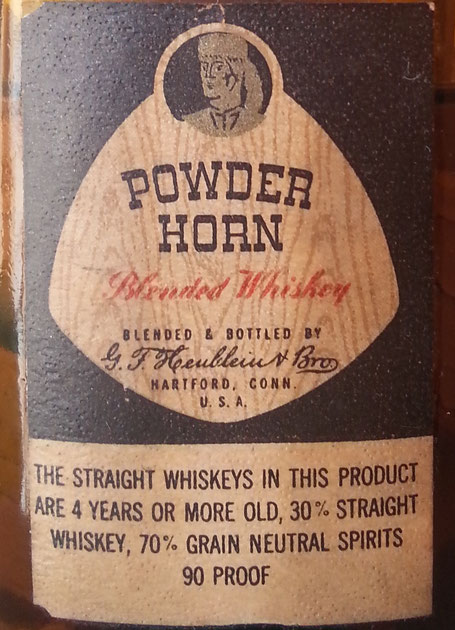 POWDER
HORN
Blended Whiskey
BLENDED & BOTTLED BY
G. F. Heublein & Bro.
HARTFORD, CONN.
U. S. A.
THE STRAIGHT WHISKEYS IN THIS PRODUCT
ARE 4 YEARS OR MORE OLD, 30% STRAIGHT
WHISKEY, 70% GRAIN NEUTRAL SPIRITS
90 PROOF